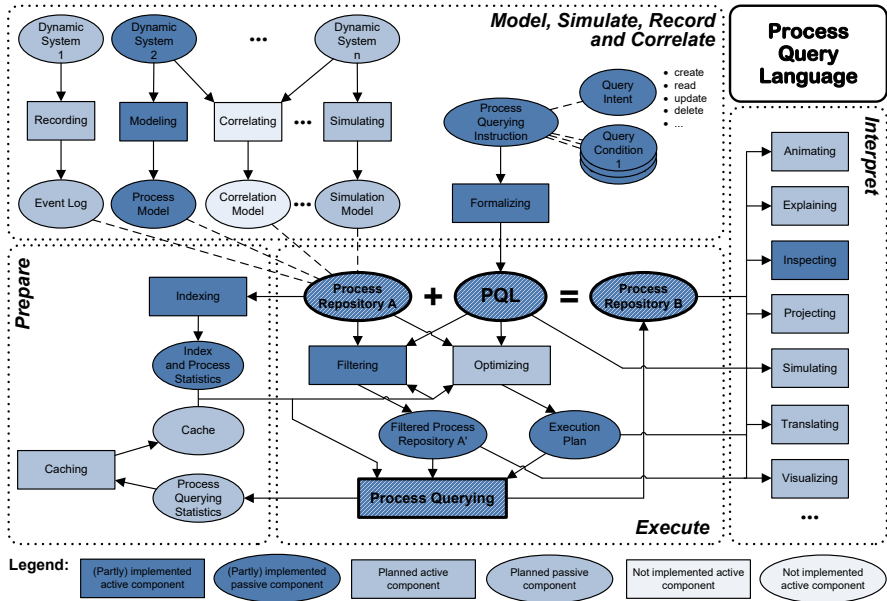 Dynamic
System
1
Dynamic
System
2
...
Dynamic
System
n
Model, Simulate, Record
and Correlate
Process
Query
Language
Recording
Modeling
Correlating
...
Simulating
Event Log
Process
Model
Correlation
Model
...
Simulation
Model
Process
Querying
Instruction
Query
Intent
• create
• read
• update
• delete
• ...
Query
Condition
1
Formalizing
Interpret
Animating
Explaining
Inspecting
Projecting
Simulating
Translating
Visualizing
...
Prepare
Indexing
Index
and Process
Statistics
Cache
Caching
Process
Querying
Statistics
Process
Repository A
+
PQL
=
Process
Repository B
Filtering
Optimizing
Filtered Process
Repository A'
Execution
Plan
Process Querying
Execute
Legend:
(Partly) implemented
active component
(Partly) implemented
passive component
Planned active
component
Planned passive
component
Not implemented active
component
Not implemented
active component